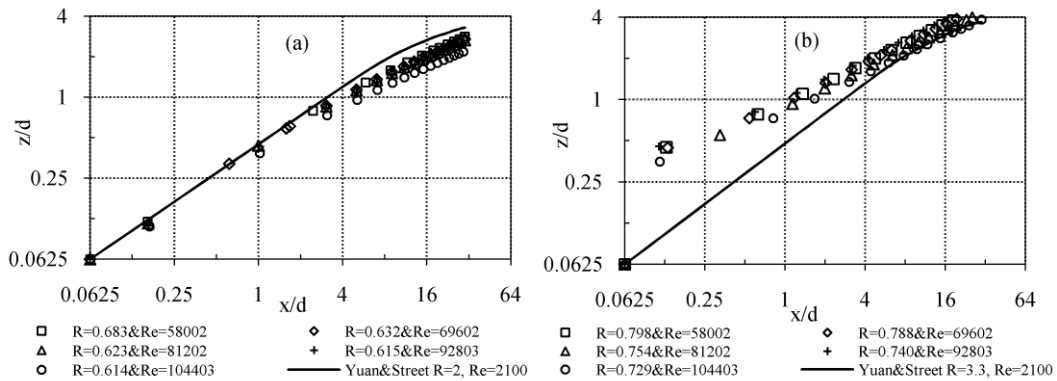 4
(a)
1
z/d
0.25
0.0625
0.0625 0.25 1 4 16 64
x/d
R=0.683&Re=58002 R=0.632&Re=69602
R=0.623&Re=81202 R=0.615&Re=92803
R=0.614&Re=104403 Yuan&Street R=2, Re=2100
4
(b)
1
z/d
0.25
0.0625
0.0625 0.25 1 4 16 64
x/d
R=0.798&Re=58002 R=0.788&Re=69602
R=0.754&Re=81202 R=0.740&Re=92803
R=0.729&Re=104403 Yuan&Street R=3.3, Re=2100